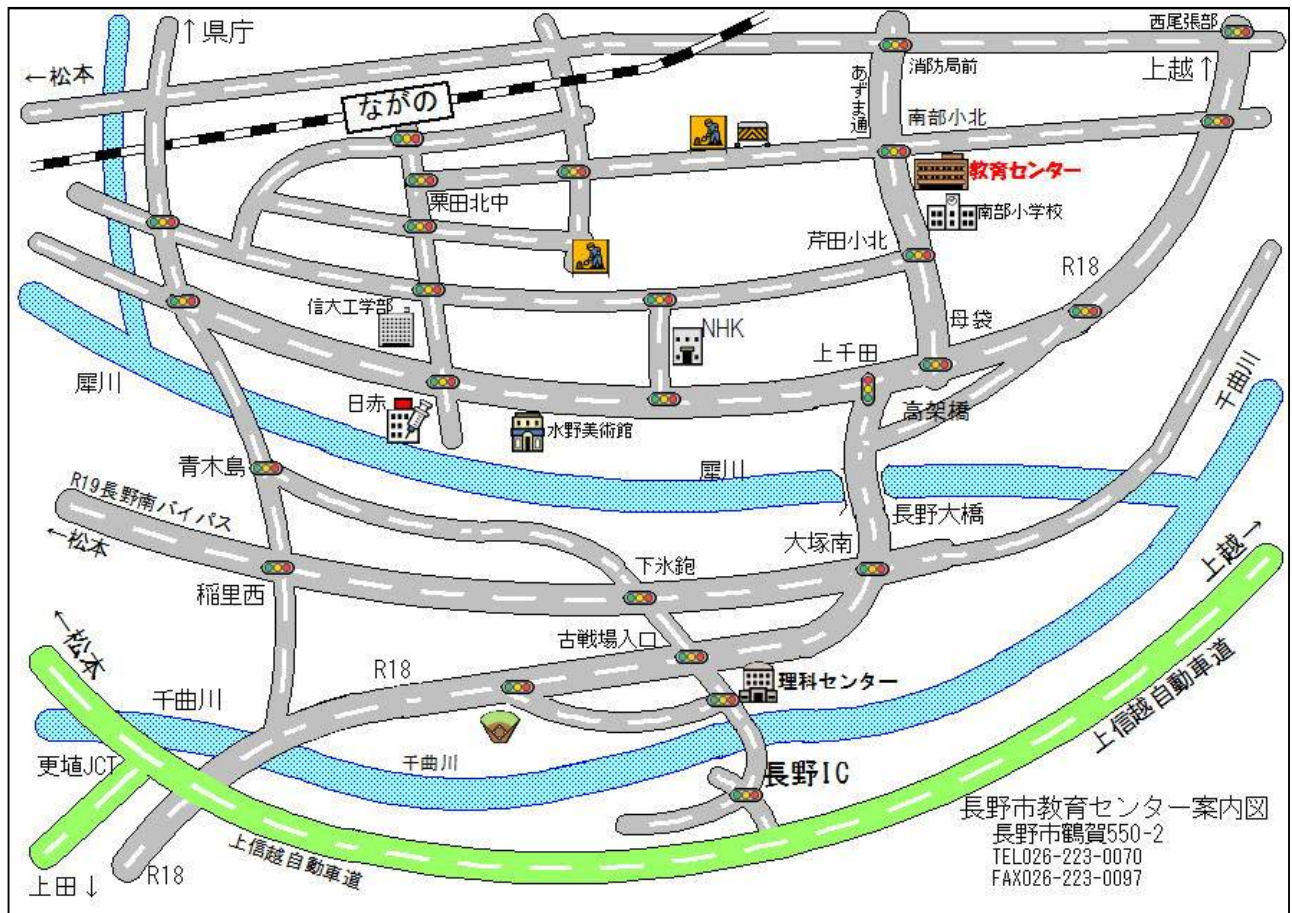 ↑県庁
西尾張部
←松本
消防局前
上越↑
ながの
あずま通
南部小北
教育センター
栗田北中
南部小学校
芹田小北
R18
信大工学部
NHK
母袋
上千田
犀川
千曲川
日赤
高架橋
水野美術館
青木島
犀川
R19長野南バイパス
長野大橋
←松本
大塚南
上越→
下氷鉋
稲里西
←松本
古戦場入口
R18
理科センター
千曲川
上信越自動車道
更埴JCT
千曲川
長野IC
長野市教育センター案内図
長野市鶴賀550-2
TEL026-223-0070
FAX026-223-0097
上信越自動車道
R18
上田↓